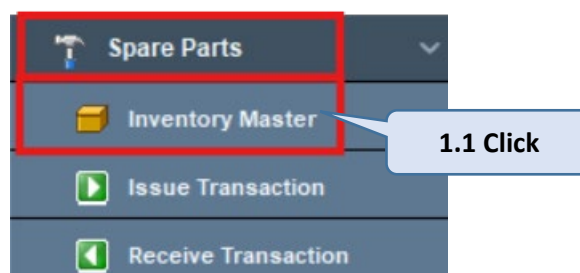 Spare Parts
Inventory Master
1.1 Click
Issue Transaction
Receive Transaction